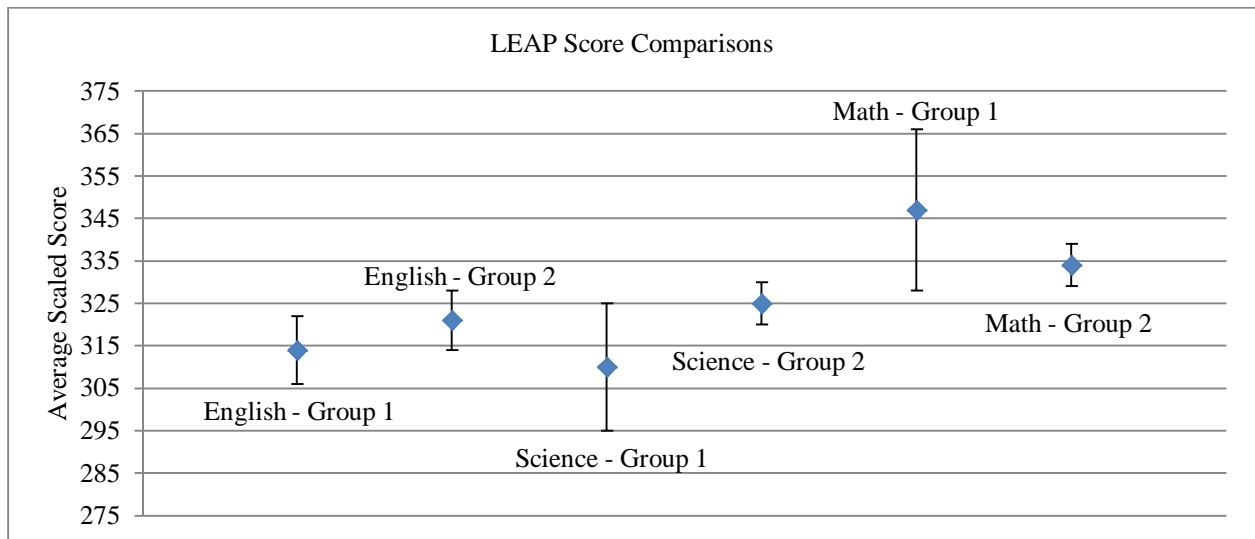 LEAP Score Comparisons
Average Scaled Score
375
365
355
345
335
325
315
305
295
285
275
English - Group 1
English - Group 2
Science - Group 1
Science - Group 2
Math - Group 1
Math - Group 2